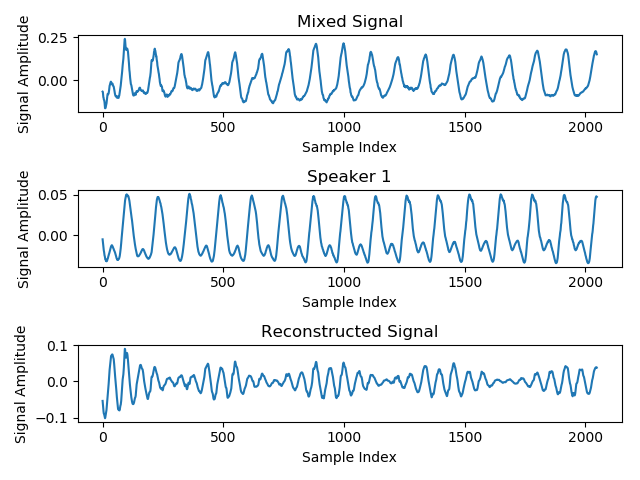 Mixed Signal
Signal Amplitude
0.25
0.00
0 500 1000 1500 2000
Sample Index
Speaker 1
Signal Amplitude
0.05
0.00
0 500 1000 1500 2000
Sample Index
Reconstructed Signal
Signal Amplitude
0.1
0.0
−0.1
0 500 1000 1500 2000
Sample Index